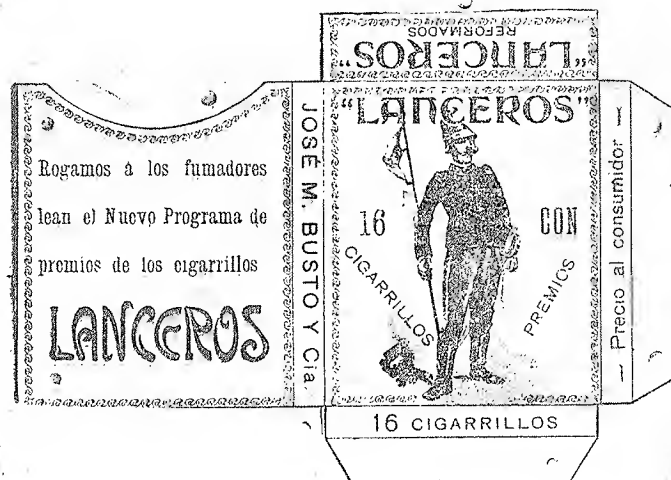 "LANCEROS"
REFORMADOS
Rogamos á los fumadores
lean el Nuevo Programa de
premios de los cigarrillos
LANCEROS
JOSÉ M. BUSTO Y Cía.
"LANCEROS"
16 CON
CIGARRILLOS PREMIOS
— Precio al consumidor —
16 CIGARRILLOS